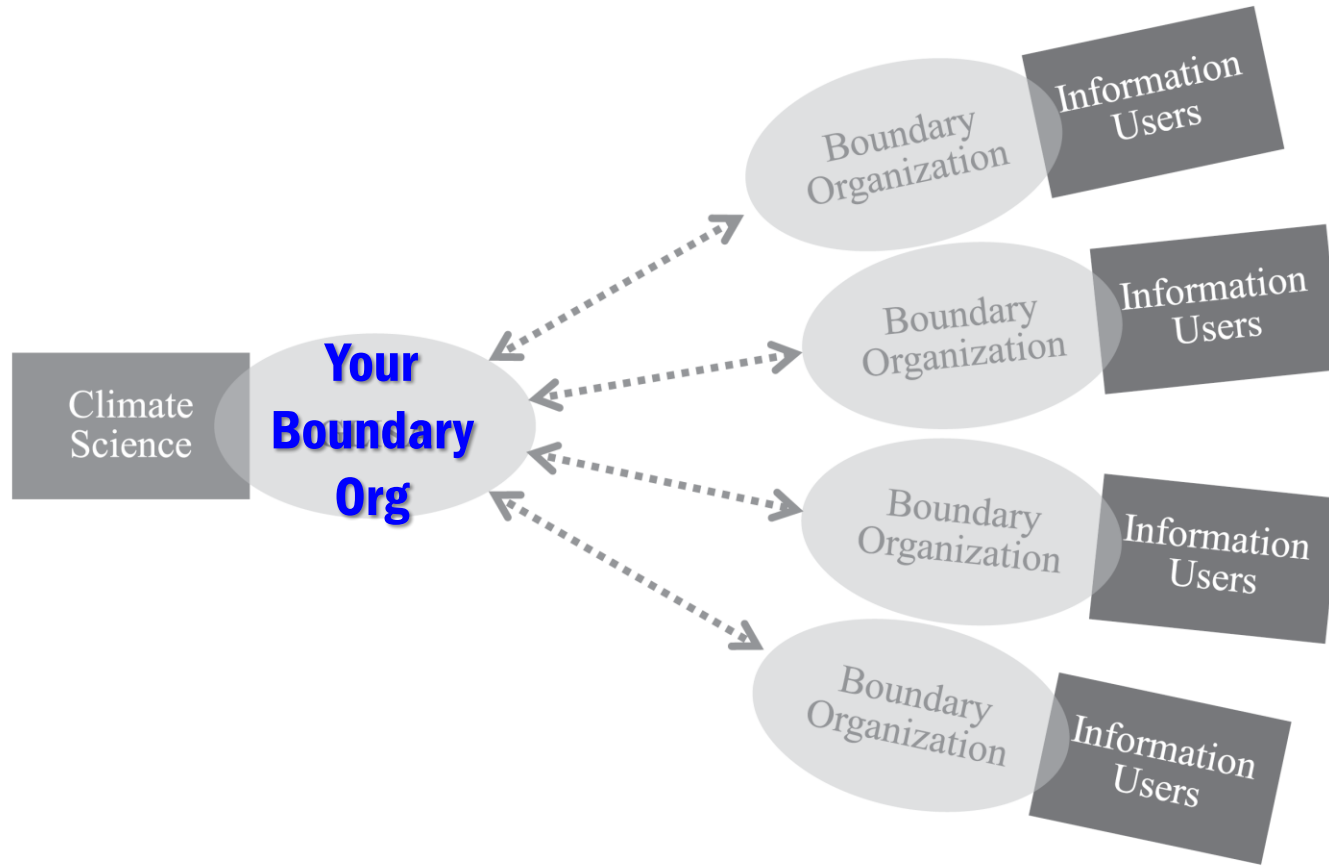 Climate
Science
Your
Boundary
Org
Boundary
Organization
Information
Users
Boundary
Organization
Information
Users
Boundary
Organization
Information
Users
Boundary
Organization
Information
Users